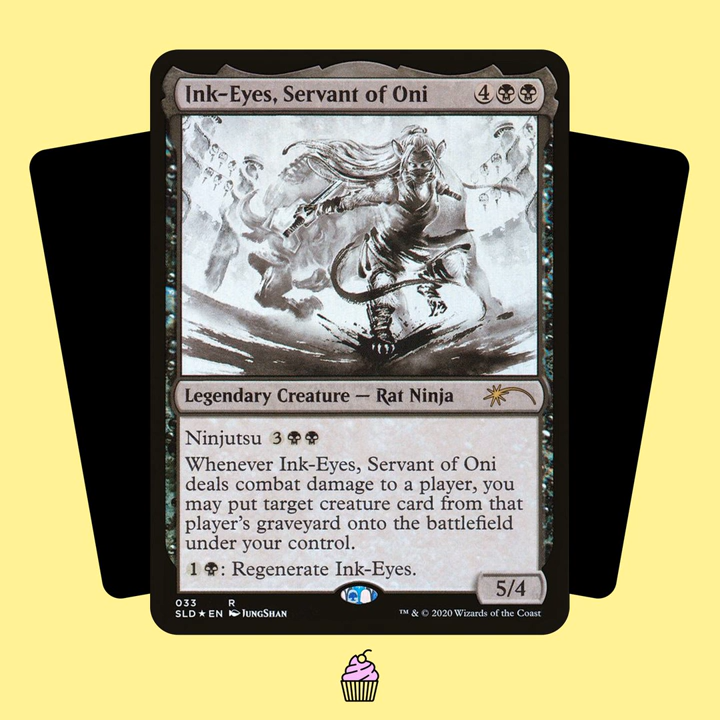 Ink-Eyes, Servant of Oni 4
Legendary Creature — Rat Ninja
Ninjutsu 3
Whenever Ink-Eyes, Servant of Oni
deals combat damage to a player, you
may put target creature card from that
player's graveyard onto the battlefield
under your control.
1 : Regenerate Ink-Eyes.
5/4
033 R
SLD ★ EN JUNGSHAN
™ & © 2020 Wizards of the Coast